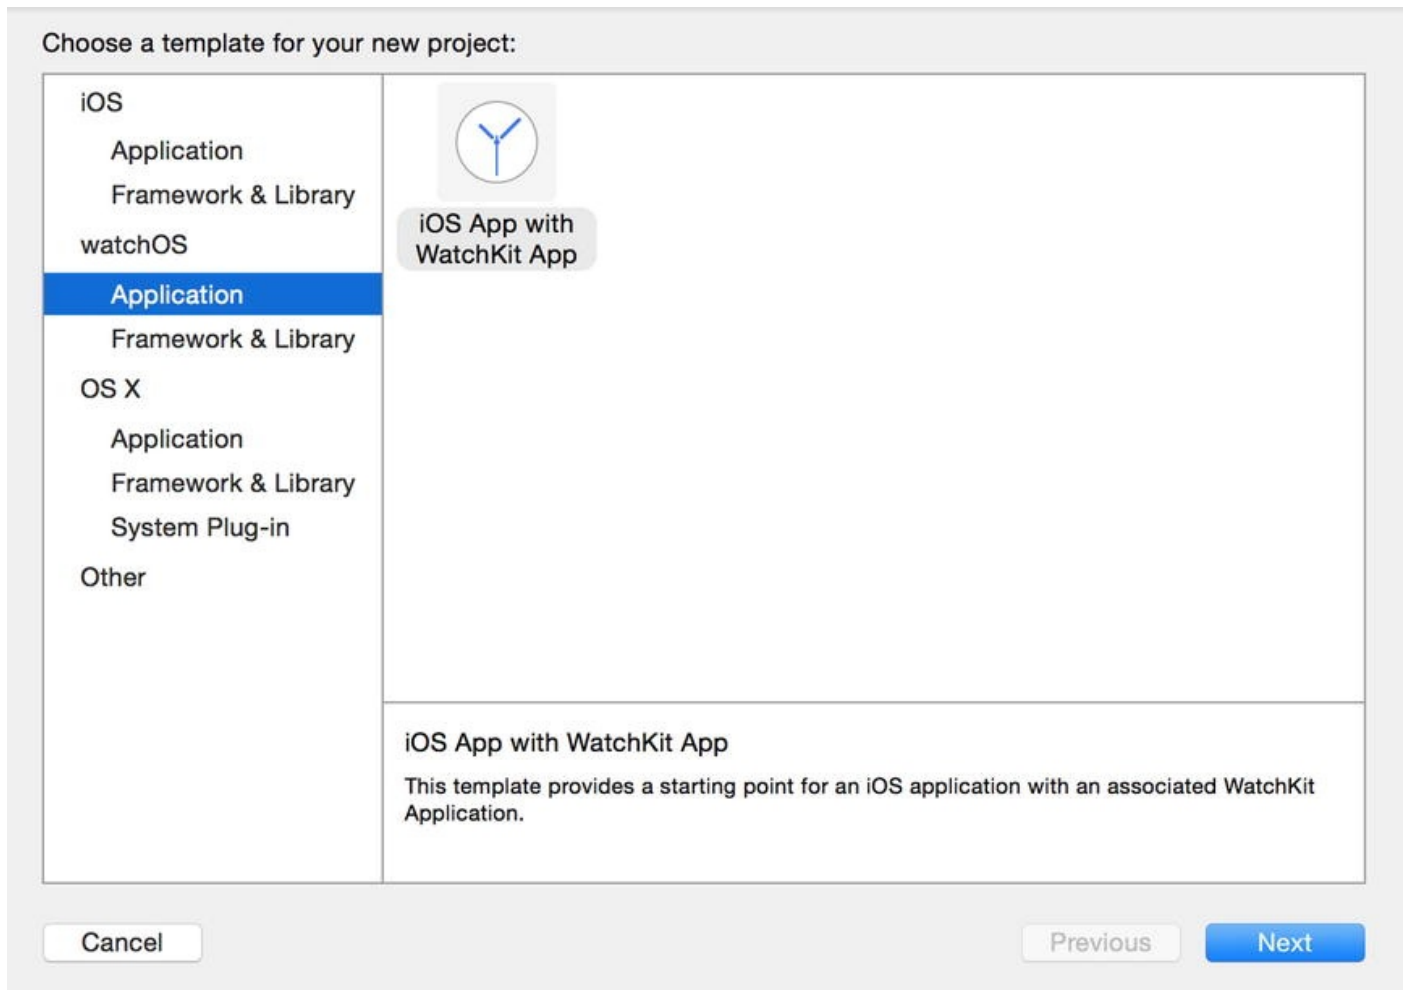 Choose a template for your new project:
iOS
Application
Framework & Library
watchOS
Application
Framework & Library
OS X
Application
Framework & Library
System Plug-in
Other
iOS App with
WatchKit App
iOS App with WatchKit App
This template provides a starting point for an iOS application with an associated WatchKit
Application.
Cancel
Previous
Next